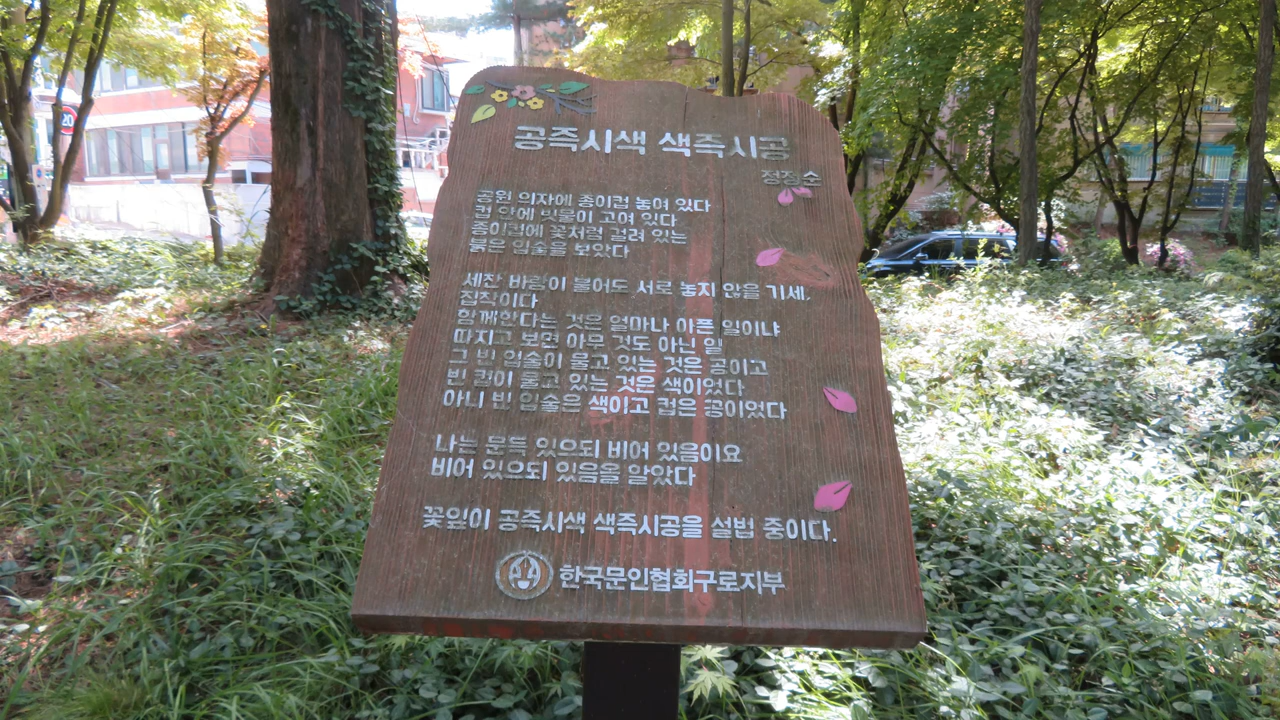 공즉시색 색즉시공
정정순
공원 의자에 종이컵 놓여 있다
컵 안에 빗물이 고여 있다
종이컵에 꽃처럼 걸려 있는
붉은 입술을 보았다
세찬 바람이 불어도 서로 놓지 않을 기세,
집착이다
함께한다는 것은 얼마나 아픈 일이냐
따지고 보면 아무 것도 아닌 일
그 빈 입술이 물고 있는 것은 공이고
빈 컵이 물고 있는 것은 색이었다
아니 빈 입술은 색이고 컵은 공이었다
나는 문득 있으되 비어 있음이요
비어 있으되 있음을 알았다
꽃잎이 공즉시색 색즉시공을 설법 중이다.
한국문인협회구로지부
20